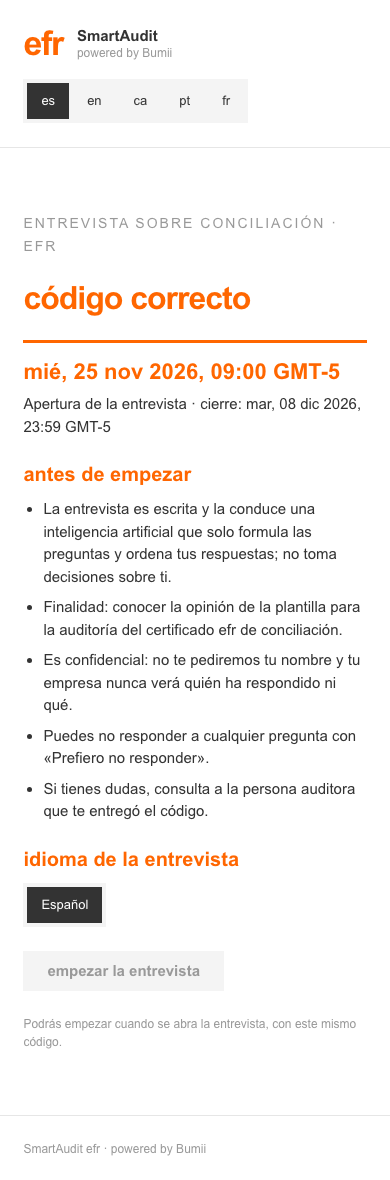 efr
SmartAudit
powered by Bumii
es en ca pt fr
ENTREVISTA SOBRE CONCILIACIÓN ·
EFR
código correcto
mié, 25 nov 2026, 09:00 GMT-5
Apertura de la entrevista · cierre: mar, 08 dic 2026,
23:59 GMT-5
antes de empezar
• La entrevista es escrita y la conduce una
inteligencia artificial que solo formula las
preguntas y ordena tus respuestas; no toma
decisiones sobre ti.
• Finalidad: conocer la opinión de la plantilla para
la auditoría del certificado efr de conciliación.
• Es confidencial: no te pediremos tu nombre y tu
empresa nunca verá quién ha respondido ni
qué.
• Puedes no responder a cualquier pregunta con
«Prefiero no responder».
• Si tienes dudas, consulta a la persona auditora
que te entregó el código.
idioma de la entrevista
Español
empezar la entrevista
Podrás empezar cuando se abra la entrevista, con este mismo
código.
SmartAudit efr · powered by Bumii